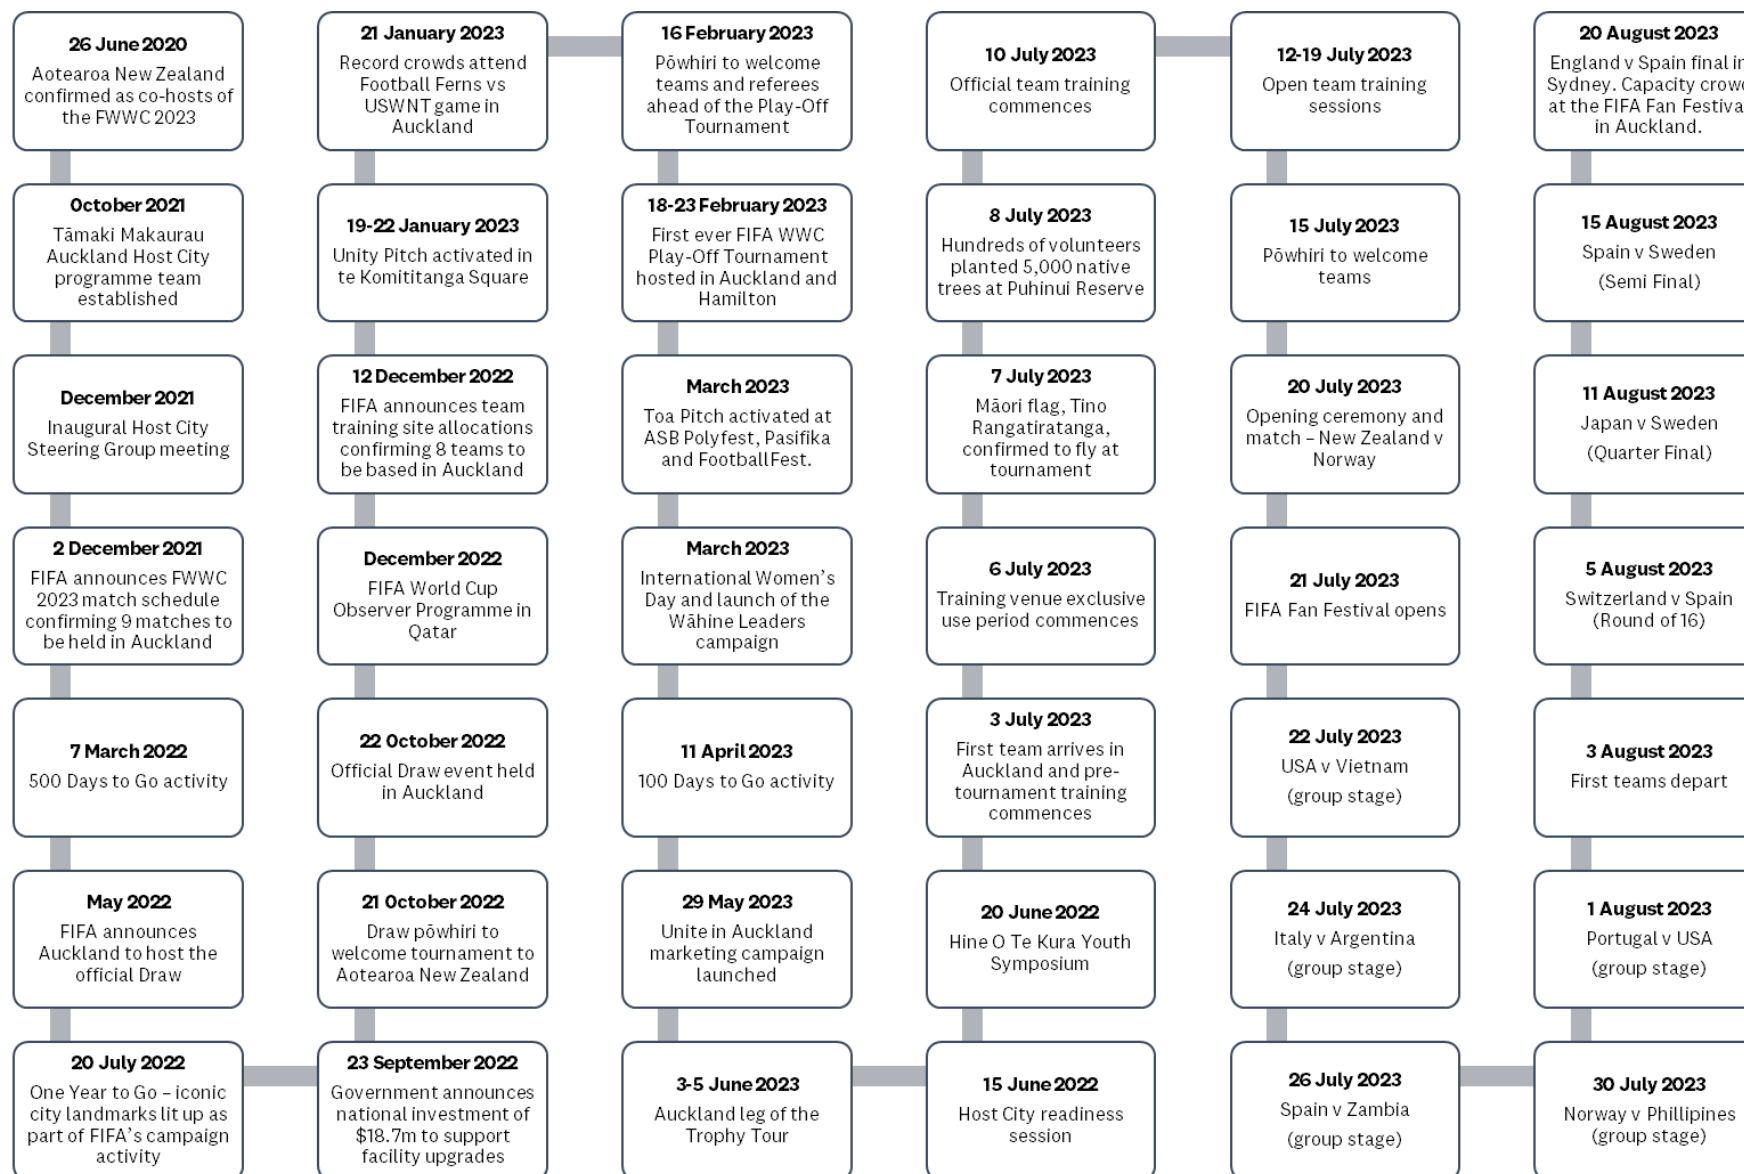 26 June 2020
Aotearoa New Zealand
confirmed as co-hosts of
the FWWC 2023
October 2021
Tāmaki Makaurau
Auckland Host City
programme team
established
December 2021
Inaugural Host City
Steering Group meeting
2 December 2021
FIFA announces FWWC
2023 match schedule
confirming 9 matches to
be held in Auckland
7 March 2022
500 Days to Go activity
May 2022
FIFA announces
Auckland to host the
official Draw
20 July 2022
One Year to Go – iconic
city landmarks lit up as
part of FIFA's campaign
activity
23 September 2022
Government announces
national investment of
$18.7m to support
facility upgrades
21 October 2022
Draw pōwhiri to
welcome tournament to
Aotearoa New Zealand
22 October 2022
Official Draw event held
in Auckland
December 2022
FIFA World Cup
Observer Programme in
Qatar
12 December 2022
FIFA announces team
training site allocations
confirming 8 teams to
be based in Auckland
19-22 January 2023
Unity Pitch activated in
te Komititanga Square
21 January 2023
Record crowds attend
Football Ferns vs
USWNT game in
Auckland
16 February 2023
Pōwhiri to welcome
teams and referees
ahead of the Play-Off
Tournament
18-23 February 2023
First ever FIFA WWC
Play-Off Tournament
hosted in Auckland and
Hamilton
March 2023
Toa Pitch activated at
ASB Polyfest, Pasifika
and FootballFest.
March 2023
International Women's
Day and launch of the
Wāhine Leaders
campaign
11 April 2023
100 Days to Go activity
29 May 2023
Unite in Auckland
marketing campaign
launched
3-5 June 2023
Auckland leg of the
Trophy Tour
15 June 2022
Host City readiness
session
20 June 2022
Hine O Te Kura Youth
Symposium
3 July 2023
First team arrives in
Auckland and pre-
tournament training
commences
6 July 2023
Training venue exclusive
use period commences
7 July 2023
Māori flag, Tino
Rangatiratanga,
confirmed to fly at
tournament
8 July 2023
Hundreds of volunteers
planted 5,000 native
trees at Puhinui Reserve
10 July 2023
Official team training
commences
12-19 July 2023
Open team training
sessions
15 July 2023
Pōwhiri to welcome
teams
20 July 2023
Opening ceremony and
match – New Zealand v
Norway
21 July 2023
FIFA Fan Festival opens
22 July 2023
USA v Vietnam
(group stage)
24 July 2023
Italy v Argentina
(group stage)
26 July 2023
Spain v Zambia
(group stage)
30 July 2023
Norway v Phillipines
(group stage)
1 August 2023
Portugal v USA
(group stage)
3 August 2023
First teams depart
5 August 2023
Switzerland v Spain
(Round of 16)
11 August 2023
Japan v Sweden
(Quarter Final)
15 August 2023
Spain v Sweden
(Semi Final)
20 August 2023
England v Spain final in
Sydney. Capacity crow
at the FIFA Fan Festiva
in Auckland.